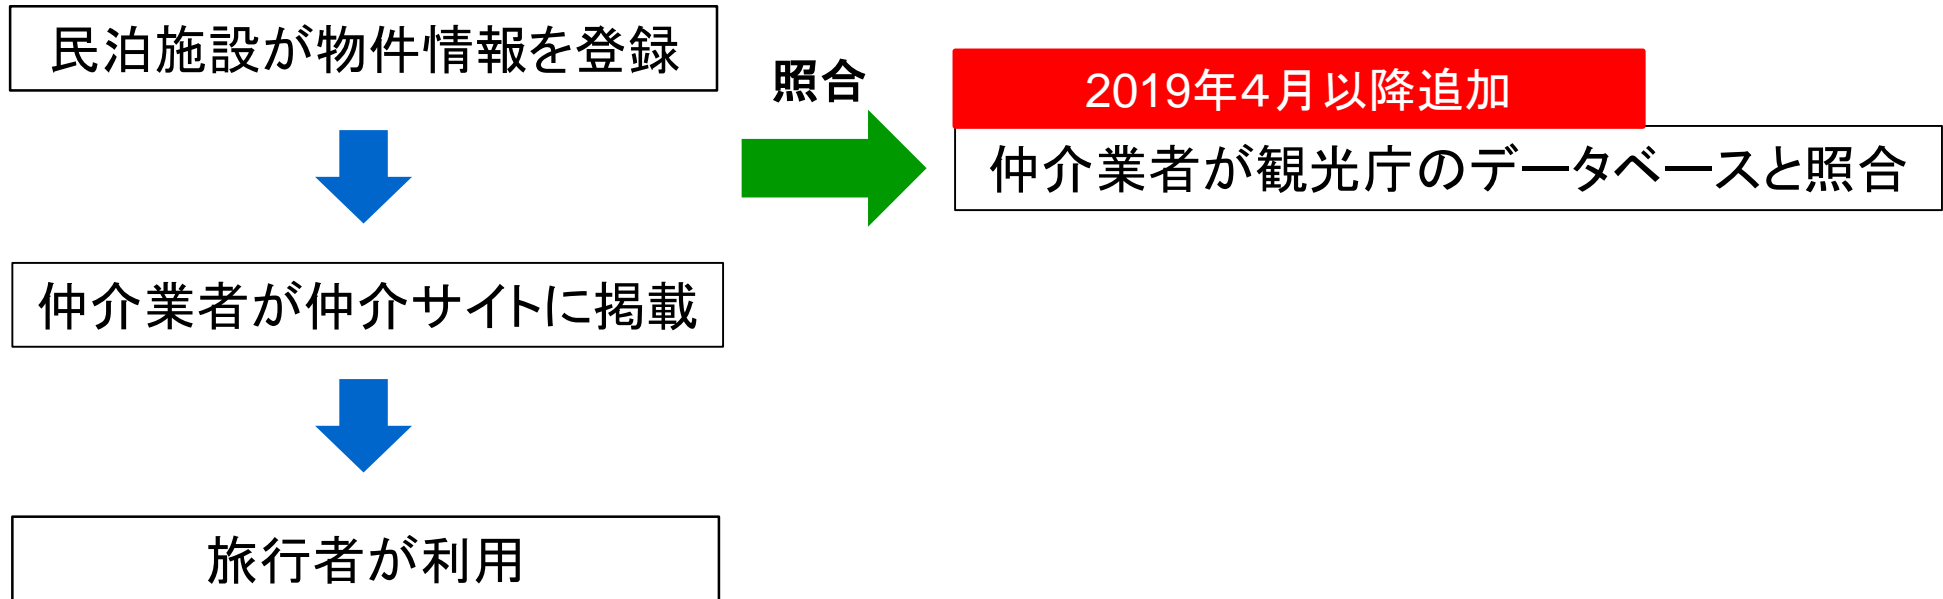 民泊施設が物件情報を登録
照合
2019年４月以降追加
仲介業者が観光庁のデータベースと照合
仲介業者が仲介サイトに掲載
旅行者が利用